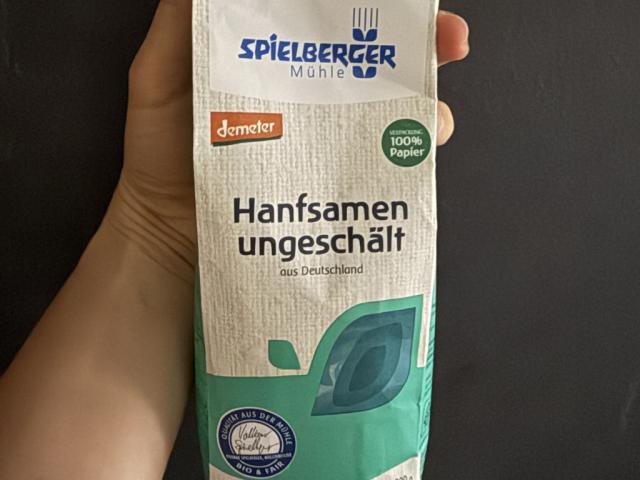 SPIELBERGER
Mühle
demeter
VERPACKUNG
100%
Papier
Hanfsamen
ungeschält
aus Deutschland
QUALITÄT AUS DER MÜHLE
BIO & FAIR